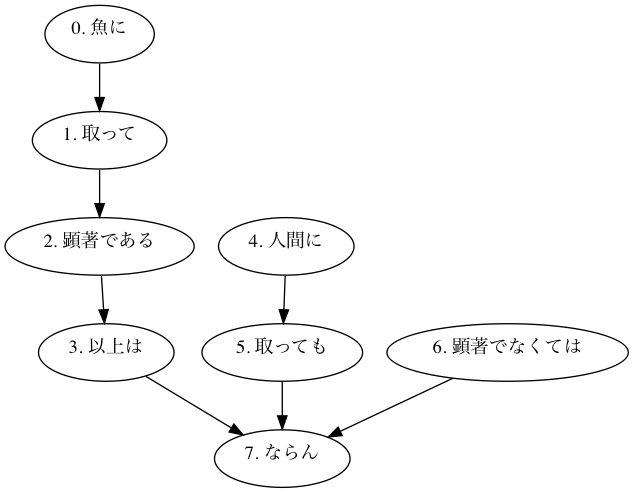 0. 魚に
1. 取って
2. 顕著である
4. 人間に
3. 以上は
5. 取っても
6. 顕著でなくては
7. ならん